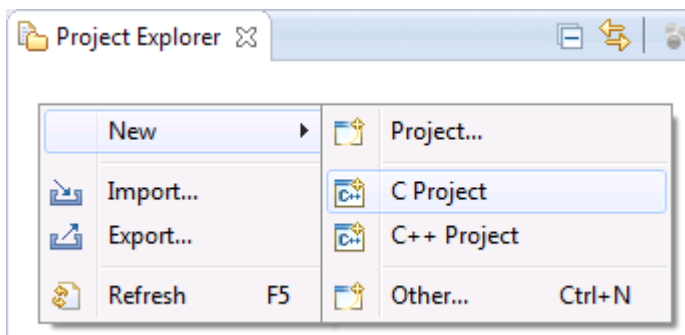 Project Explorer
New
Import...
Export...
Refresh F5
Project...
C Project
C++ Project
Other... Ctrl+N